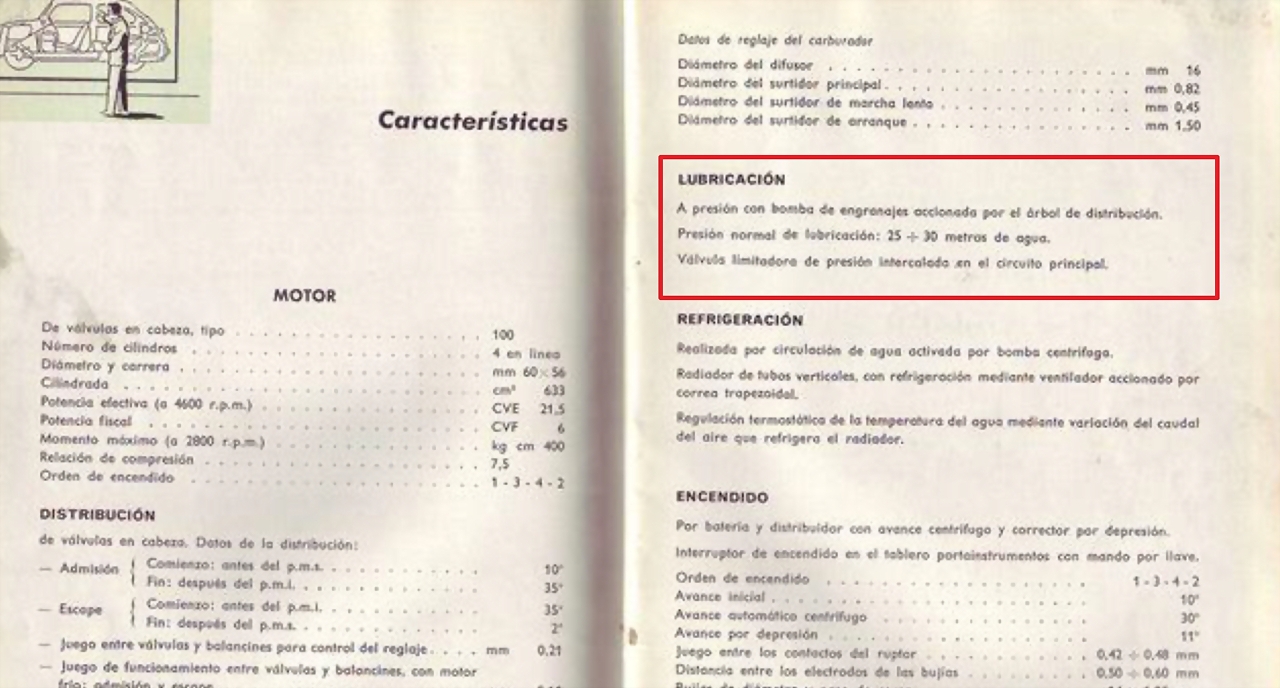 Características
MOTOR
De válvulas en cabeza, tipo . . . . . . . . . . . . . . . . . . 100
Número de cilindros . . . . . . . . . . . . . . . . . . . . 4 en línea
Diámetro y carrera . . . . . . . . . . . . . . . . . . . . . mm 60×56
Cilindrada . . . . . . . . . . . . . . . . . . . . . . . . . cm³ 633
Potencia efectiva (a 4600 r.p.m.) . . . . . . . . . . . . . . . . CVE 21,5
Potencia fiscal . . . . . . . . . . . . . . . . . . . . . . . CVF 6
Momento máximo (a 2800 r.p.m.) . . . . . . . . . . . . . . . kg cm 400
Relación de compresión . . . . . . . . . . . . . . . . . . . 7,5
Orden de encendido . . . . . . . . . . . . . . . . . . . . 1 - 3 - 4 - 2
DISTRIBUCIÓN
de válvulas en cabeza. Datos de la distribución:
— Admisión { Comienzo: antes del p.m.s. . . . . . . . . . . . . . . . 10°
Fin: después del p.m.i. . . . . . . . . . . . . . . . . 35°
— Escape { Comienzo: antes del p.m.i. . . . . . . . . . . . . . . . 35°
Fin: después del p.m.s. . . . . . . . . . . . . . . . . 2°
— Juego entre válvulas y balancines para control del reglaje. . . . . mm 0,21
— Juego de funcionamiento entre válvulas y balancines, con motor
frío: admisión y escape
Datos de reglaje del carburador
Diámetro del difusor . . . . . . . . . . . . . . . . . . . . . . mm 16
Diámetro del surtidor principal . . . . . . . . . . . . . . . . . . mm 0,82
Diámetro del surtidor de marcha lenta . . . . . . . . . . . . . . mm 0,45
Diámetro del surtidor de arranque . . . . . . . . . . . . . . . . mm 1,50
LUBRICACIÓN
A presión con bomba de engranajes accionada por el árbol de distribución.
Presión normal de lubricación: 25 ÷ 30 metros de agua.
Válvula limitadora de presión intercalada en el circuito principal.
REFRIGERACIÓN
Realizada por circulación de agua activada por bomba centrífuga.
Radiador de tubos verticales, con refrigeración mediante ventilador accionado por
correa trapezoidal.
Regulación termostática de la temperatura del agua mediante variación del caudal
del aire que refrigera el radiador.
ENCENDIDO
Por batería y distribuidor con avance centrífugo y corrector por depresión.
Interruptor de encendido en el tablero portainstrumentos con mando por llave.
Orden de encendido . . . . . . . . . . . . . . . . . . . 1 - 3 - 4 - 2
Avance inicial . . . . . . . . . . . . . . . . . . . . . . . 10°
Avance automático centrífugo . . . . . . . . . . . . . . . . 30°
Avance por depresión . . . . . . . . . . . . . . . . . . . 11°
Juego entre los contactos del ruptor . . . . . . . . . . . . . . 0,42 ÷ 0,48 mm
Distancia entre los electrodos de las bujías . . . . . . . . . . . 0,50 ÷ 0,60 mm